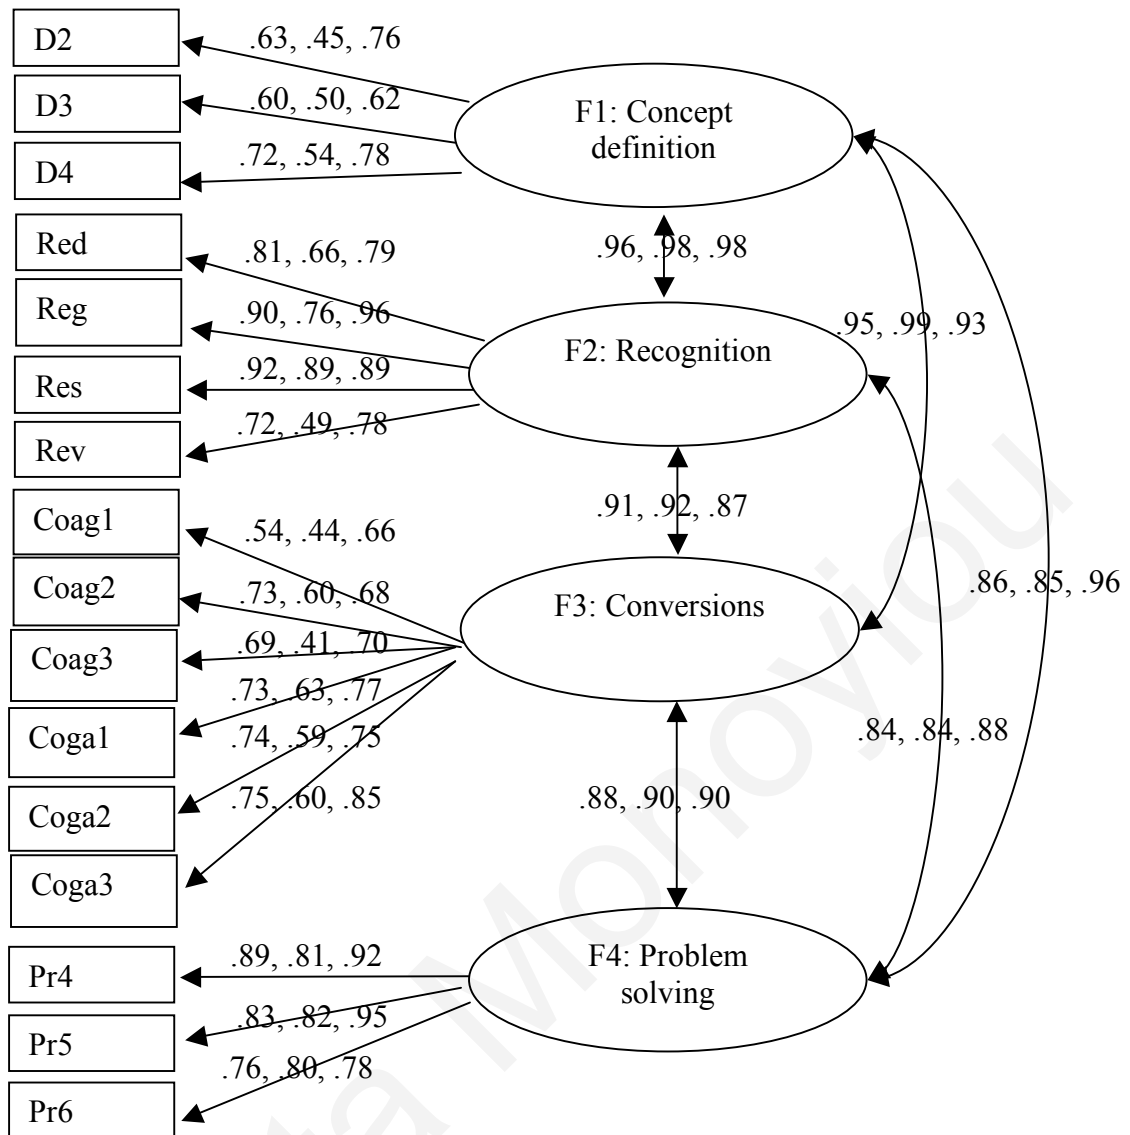 D2
.63, .45, .76
D3
.60, .50, .62
F1: Concept
definition
D4
.72, .54, .78
Red
.81, .66, .79
.96, .98, .98
Reg
.90, .76, .96
.95, .99, .93
F2: Recognition
Res
.92, .89, .89
Rev
.72, .49, .78
Coag1
.54, .44, .66
.91, .92, .87
Coag2
.73, .60, .68
F3: Conversions
.86, .85, .96
Coag3
.69, .41, .70
Coga1
.73, .63, .77
.74, .59, .75
.84, .84, .88
Coga2
.75, .60, .85
.88, .90, .90
Coga3
Pr4
.89, .81, .92
F4: Problem
solving
Pr5
.83, .82, .95
.76, .80, .78
Pr6
Monoyiou